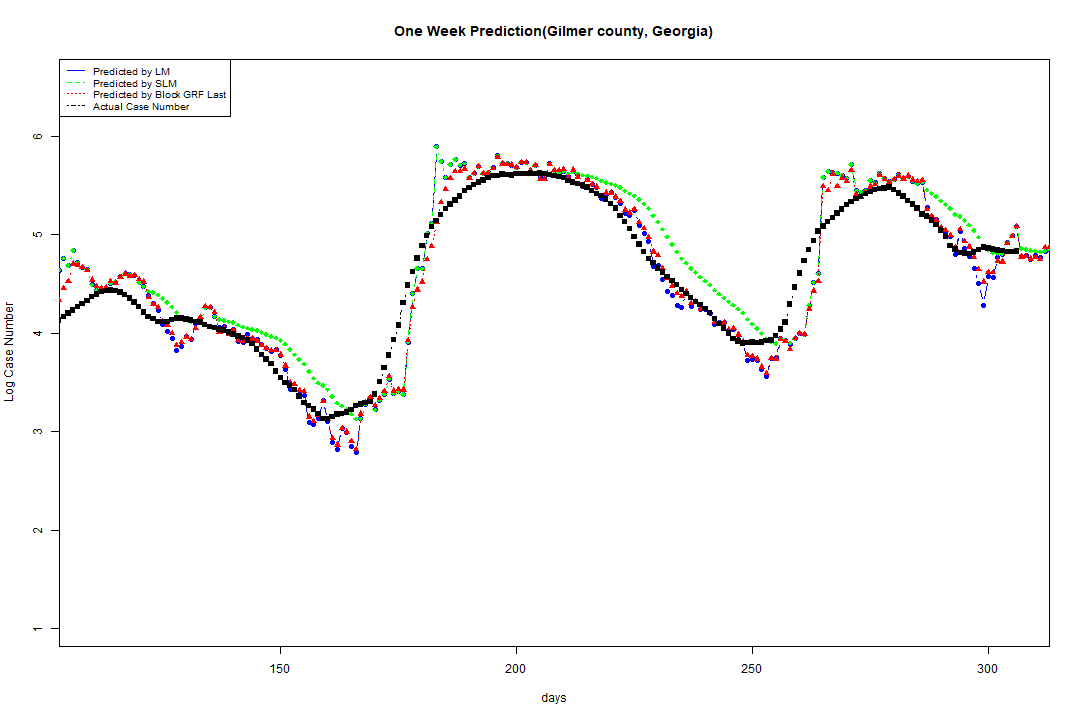 One Week Prediction(Gilmer county, Georgia)
Predicted by LM
Predicted by SLM
Predicted by Block GRF Last
Actual Case Number
Log Case Number
6
5
4
3
2
1
150
200
250
300
days